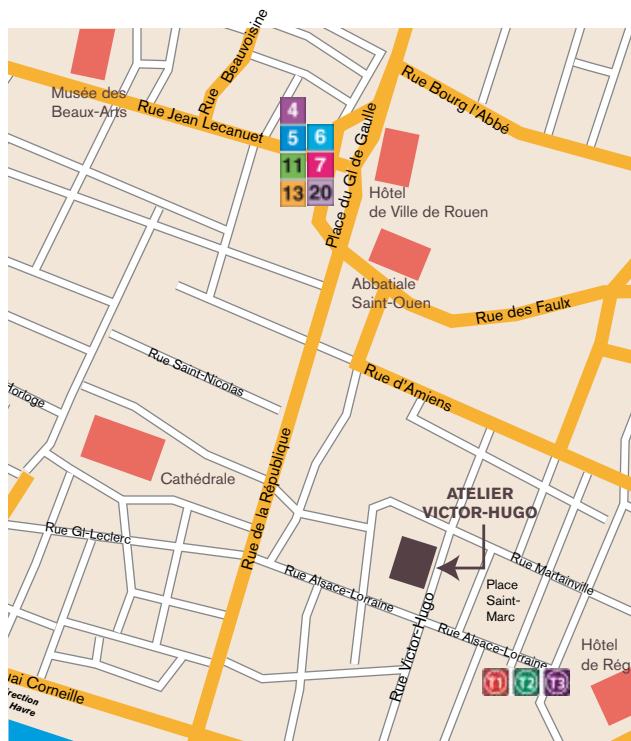 Rue Beauvoisine
Musée des
Beaux-Arts
Rue Jean Lecanuet
Rue Bourg l'Abbé
4
5 6
11 7
13 20
Place du Gl de Gaulle
Hôtel
de Ville de Rouen
Abbatiale
Saint-Ouen
Rue des Faulx
Rue Saint-Nicolas
Rue d'Amiens
Horloge
Cathédrale
Rue de la République
ATELIER
VICTOR-HUGO
Rue Gl-Leclerc
Rue Alsace-Lorraine
Rue Martainville
Place
Saint-
Marc
Rue Victor-Hugo
Rue Alsace-Lorraine
Hôtel
de Rég
T1 T2 T3
uai Corneille
irection
Havre